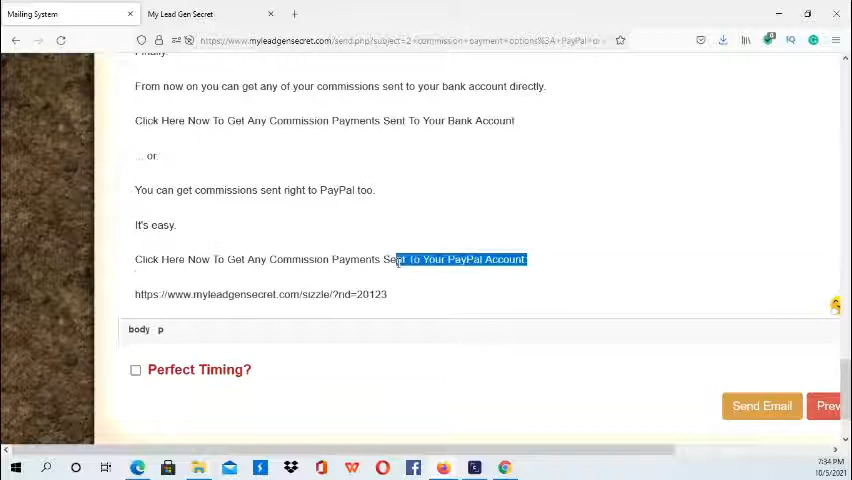 Mailing System
My Lead Gen Secret
https://www.myleadgensecret.com/send.php?subject=2+commission+payment+options%3A+PayPal+or
Finally.
From now on you can get any of your commissions sent to your bank account directly.
Click Here Now To Get Any Commission Payments Sent To Your Bank Account
... or.
You can get commissions sent right to PayPal too.
It's easy.
Click Here Now To Get Any Commission Payments Sent To Your PayPal Account:
https://www.myleadgensecret.com/sizzle/?rid=20123
body p
Perfect Timing?
Send Email
Prev
7:34 PM
10/5/2021